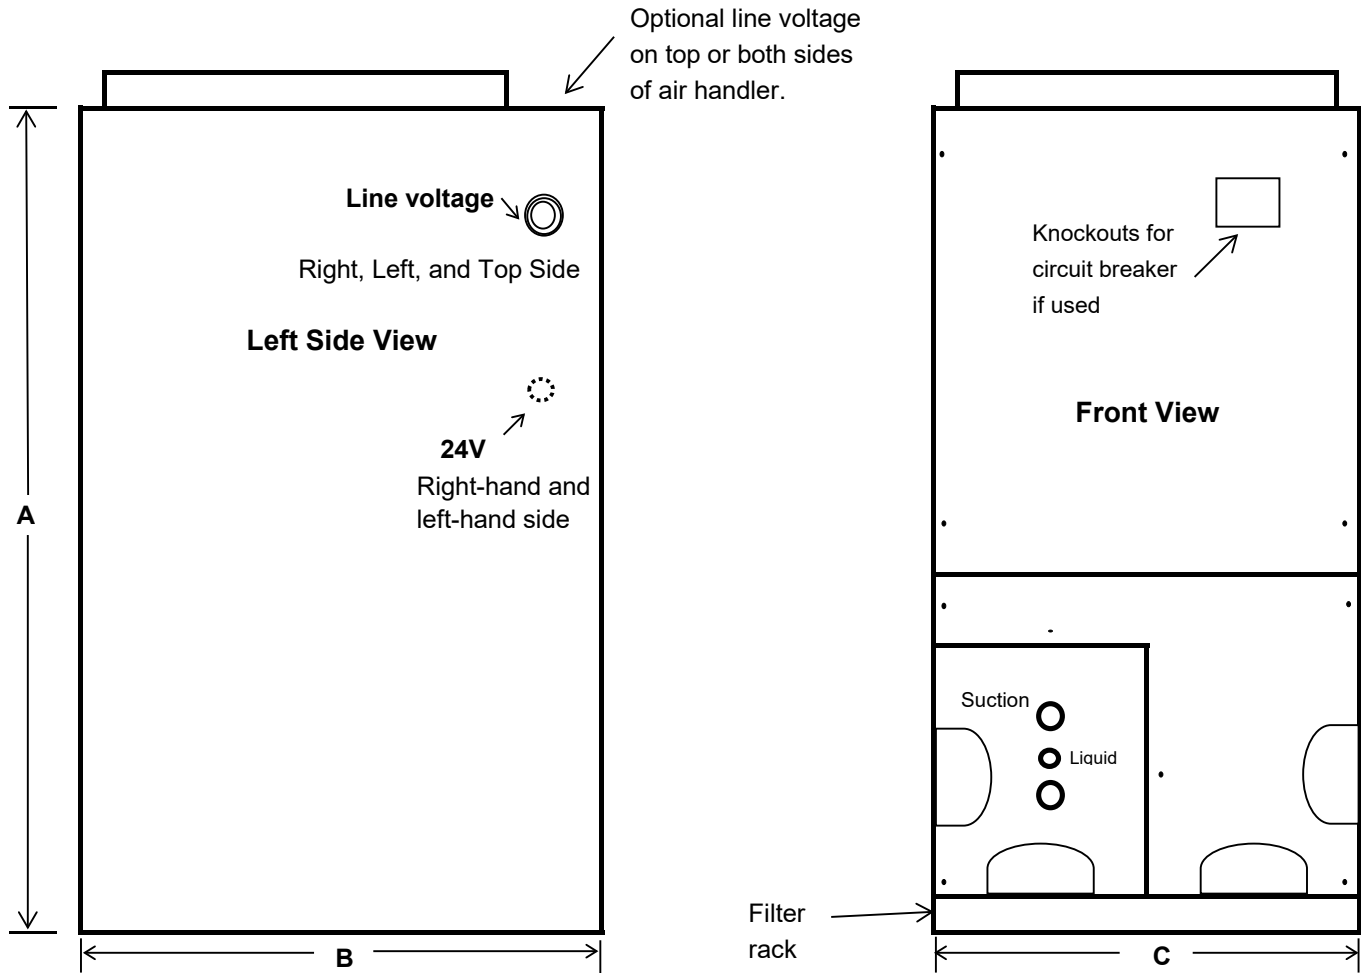 Optional line voltage
on top or both sides
of air handler.
Line voltage
Right, Left, and Top Side
Left Side View
24V
Right-hand and
left-hand side
A
B
Knockouts for
circuit breaker
if used
Front View
Suction
Liquid
Filter
rack
C